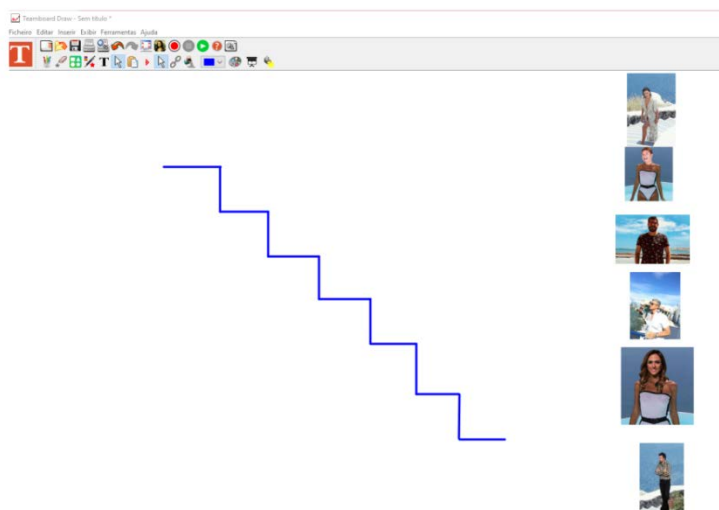 Teamboard Draw - Sem título *
Ficheiro Editar Inserir Exibir Ferramentas Ajuda
T
T